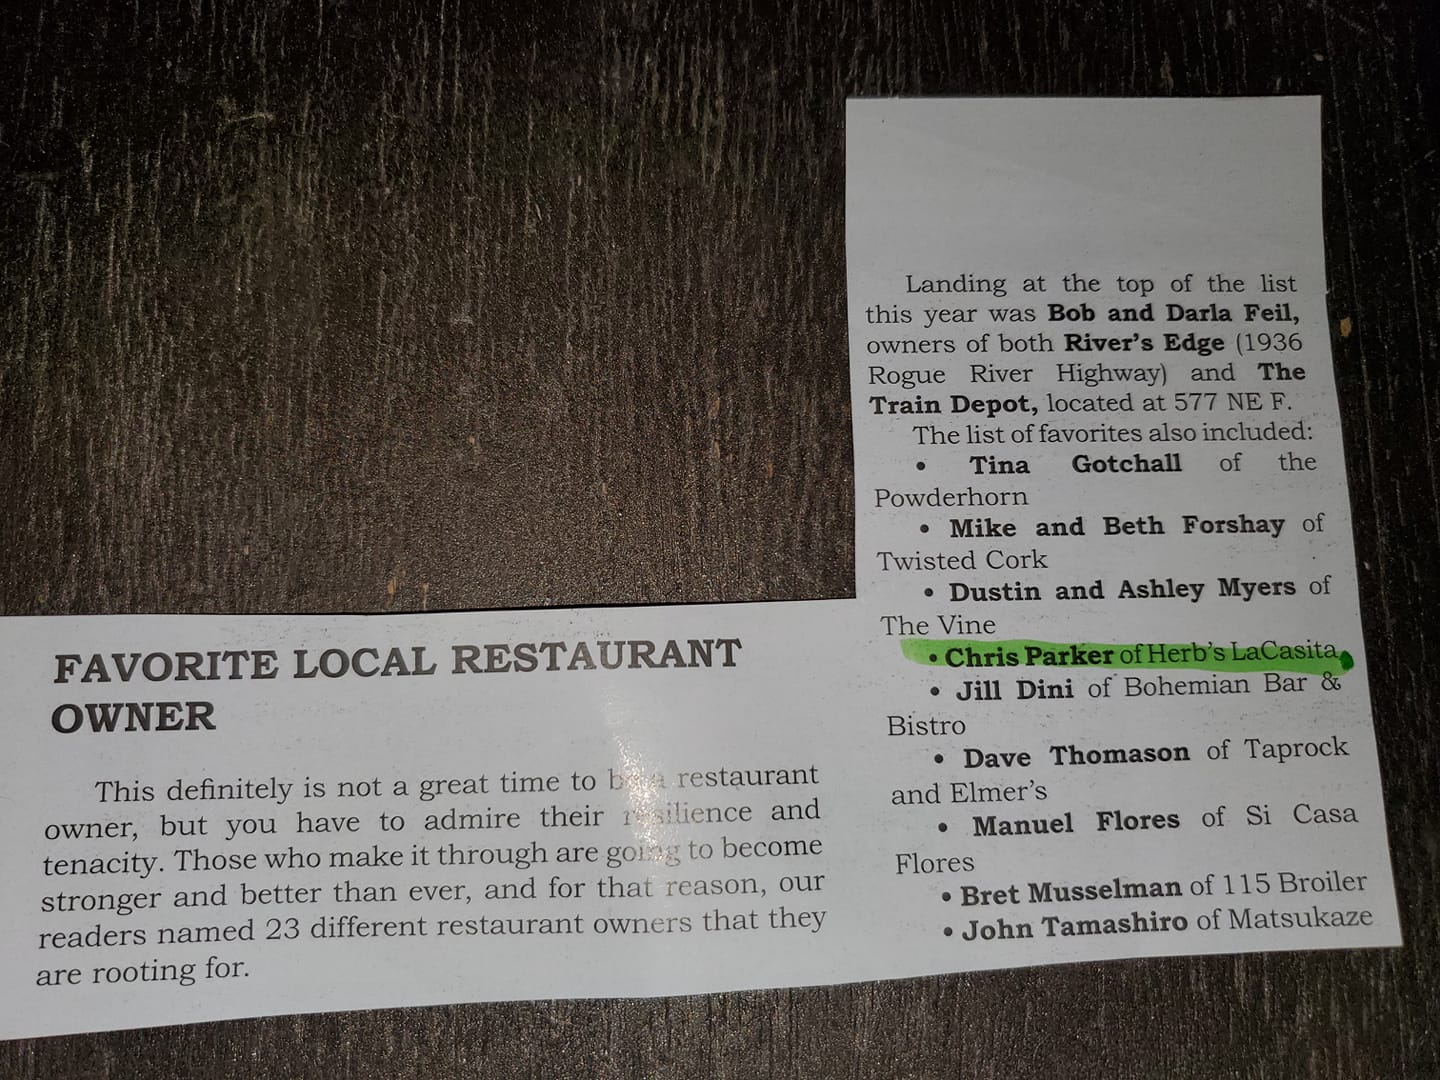 FAVORITE LOCAL RESTAURANT
OWNER
This definitely is not a great time to be a restaurant
owner, but you have to admire their resilience and
tenacity. Those who make it through are going to become
stronger and better than ever, and for that reason, our
readers named 23 different restaurant owners that they
are rooting for.
Landing at the top of the list
this year was Bob and Darla Feil,
owners of both River's Edge (1936
Rogue River Highway) and The
Train Depot, located at 577 NE F.
The list of favorites also included:
• Tina Gotchall of the
Powderhorn
• Mike and Beth Forshay of
Twisted Cork
• Dustin and Ashley Myers of
The Vine
• Chris Parker of Herb's LaCasita
• Jill Dini of Bohemian Bar &
Bistro
• Dave Thomason of Taprock
and Elmer's
• Manuel Flores of Si Casa
Flores
• Bret Musselman of 115 Broiler
• John Tamashiro of Matsukaze